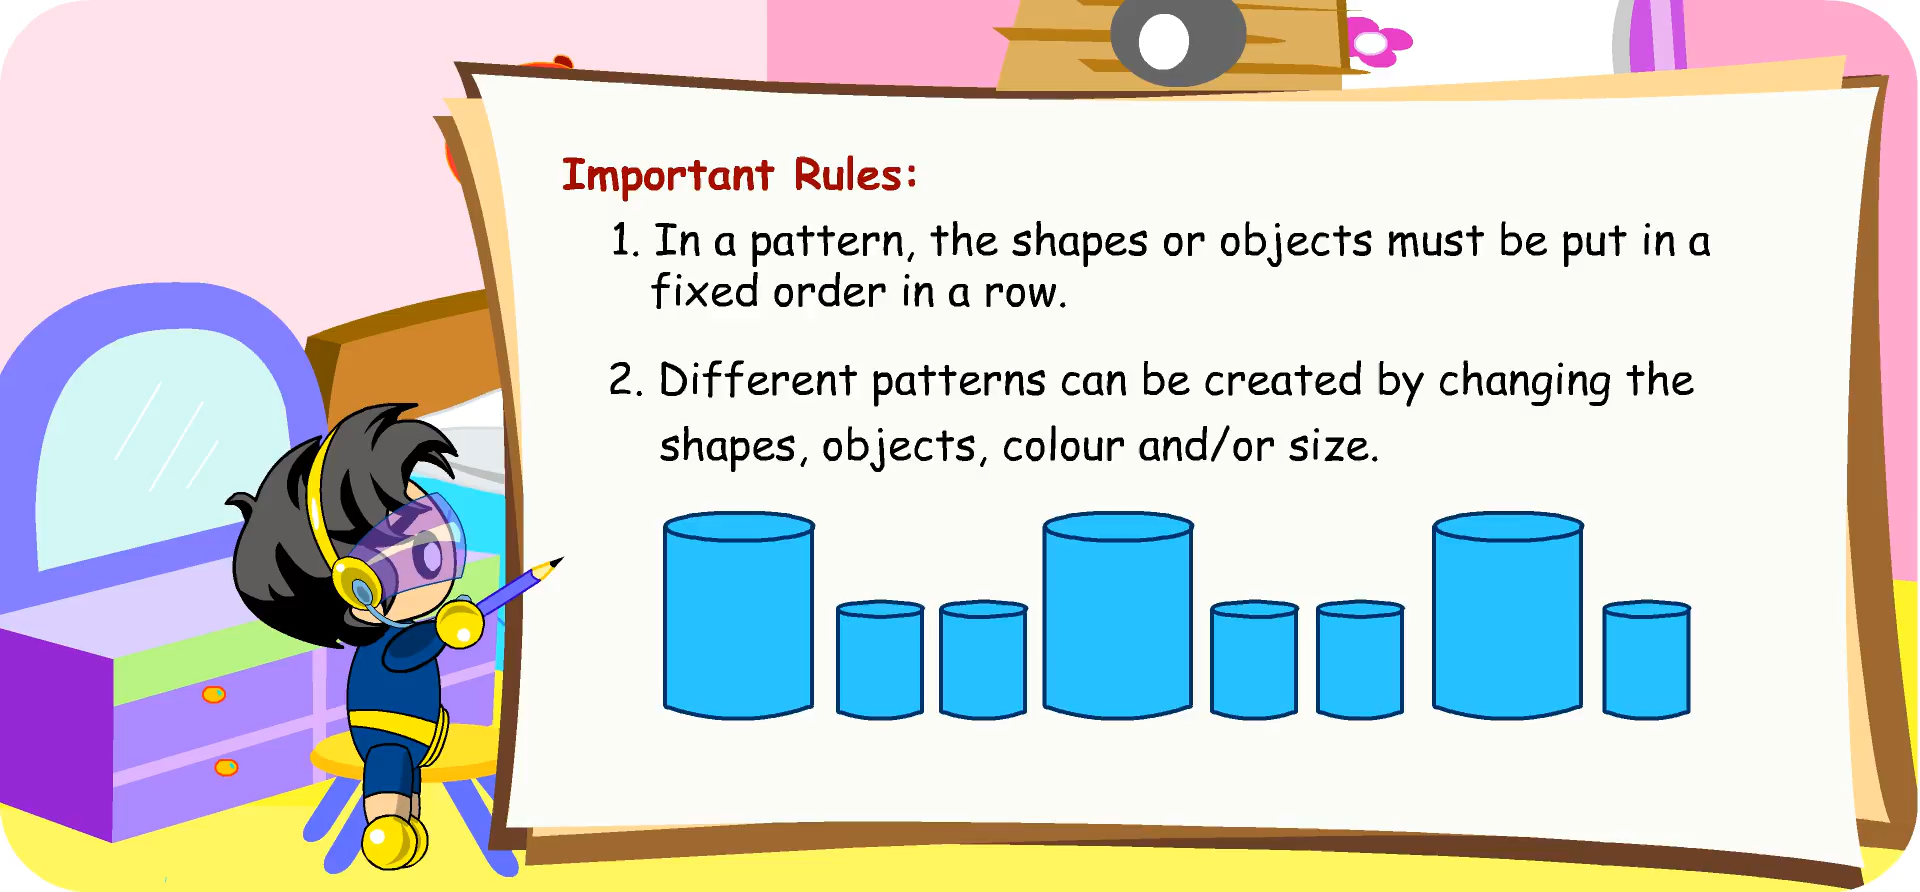 Important Rules:
1. In a pattern, the shapes or objects must be put in a
fixed order in a row.
2. Different patterns can be created by changing the
shapes, objects, colour and/or size.